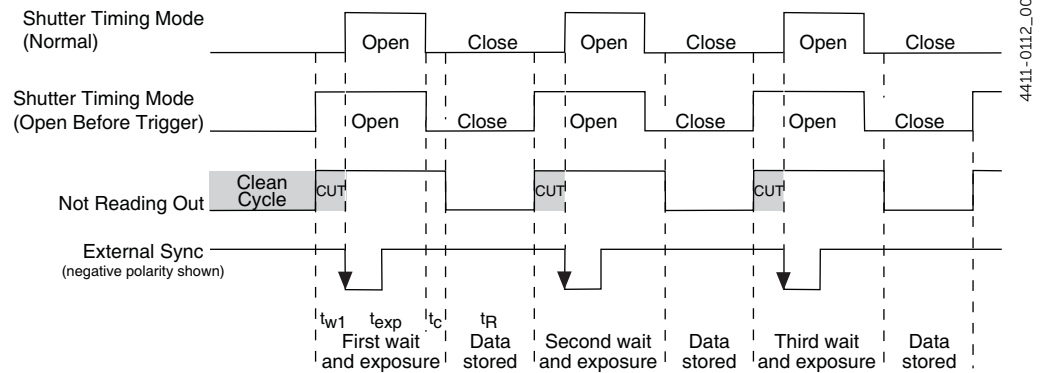 Shutter Timing Mode
(Normal)
Open Close Open Close Open Close
Shutter Timing Mode
(Open Before Trigger)
Open Close Open Close Open Close
Clean
Cycle
CUT CUT CUT
Not Reading Out
External Sync
(negative polarity shown)
tw1 texp tc tR
First wait
and exposure
Data
stored
Second wait
and exposure
Data
stored
Third wait
and exposure
Data
stored
4411-0112_00